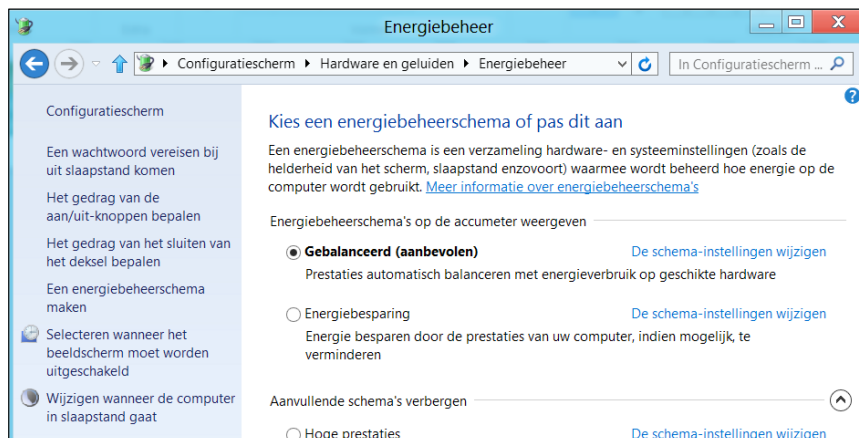 Energiebeheer
Configuratiescherm Hardware en geluiden Energiebeheer
In Configuratiescherm ...
Configuratiescherm
Een wachtwoord vereisen bij
uit slaapstand komen
Het gedrag van de
aan/uit-knoppen bepalen
Het gedrag van het sluiten van
het deksel bepalen
Een energiebeheerschema
maken
Selecteren wanneer het
beeldscherm moet worden
uitgeschakeld
Wijzigen wanneer de computer
in slaapstand gaat
Kies een energiebeheerschema of pas dit aan
Een energiebeheerschema is een verzameling hardware- en systeeminstellingen (zoals de
helderheid van het scherm, slaapstand enzovoort) waarmee wordt beheerd hoe energie op de
computer wordt gebruikt. Meer informatie over energiebeheerschema's
Energiebeheerschema's op de accumeter weergeven
Gebalanceerd (aanbevolen) De schema-instellingen wijzigen
Prestaties automatisch balanceren met energieverbruik op geschikte hardware
Energiebesparing De schema-instellingen wijzigen
Energie besparen door de prestaties van uw computer, indien mogelijk, te
verminderen
Aanvullende schema's verbergen
Hoge prestaties De schema-instellingen wijzigen